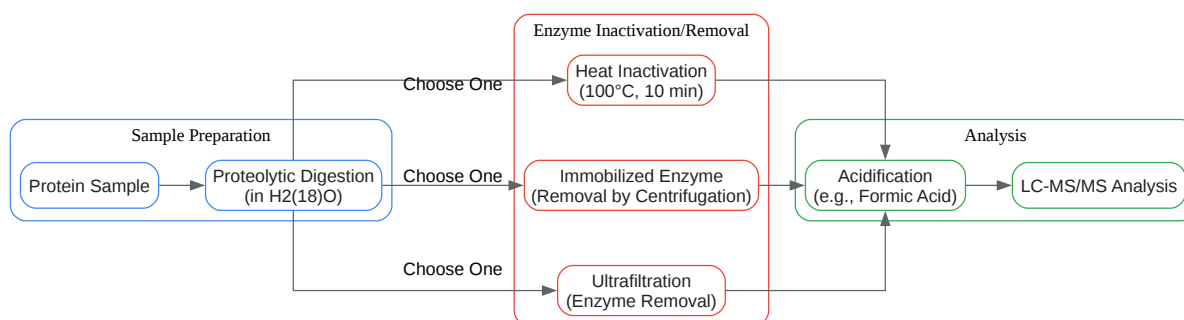 Enzyme Inactivation/Removal
Choose One
Heat Inactivation
(100°C, 10 min)
Sample Preparation
Analysis
Protein Sample
Proteolytic Digestion
(in H2(18)O)
Choose One
Immobilized Enzyme
(Removal by Centrifugation)
Acidification
(e.g., Formic Acid)
LC-MS/MS Analysis
Choose One
Ultrafiltration
(Enzyme Removal)